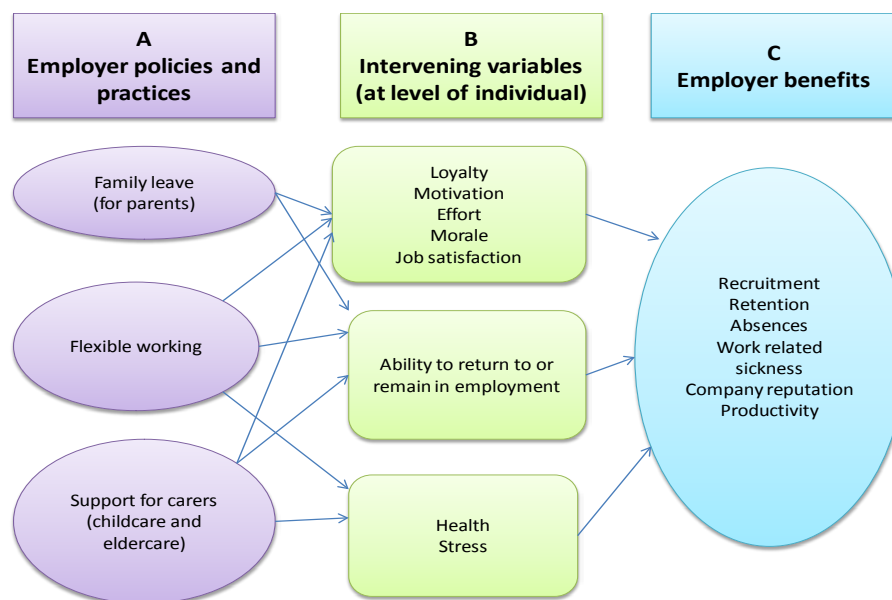 A
Employer policies and
practices
B
Intervening variables
(at level of individual)
C
Employer benefits
Family leave
(for parents)
Flexible working
Support for carers
(childcare and
eldercare)
Loyalty
Motivation
Effort
Morale
Job satisfaction
Ability to return to or
remain in employment
Health
Stress
Recruitment
Retention
Absences
Work related
sickness
Company reputation
Productivity